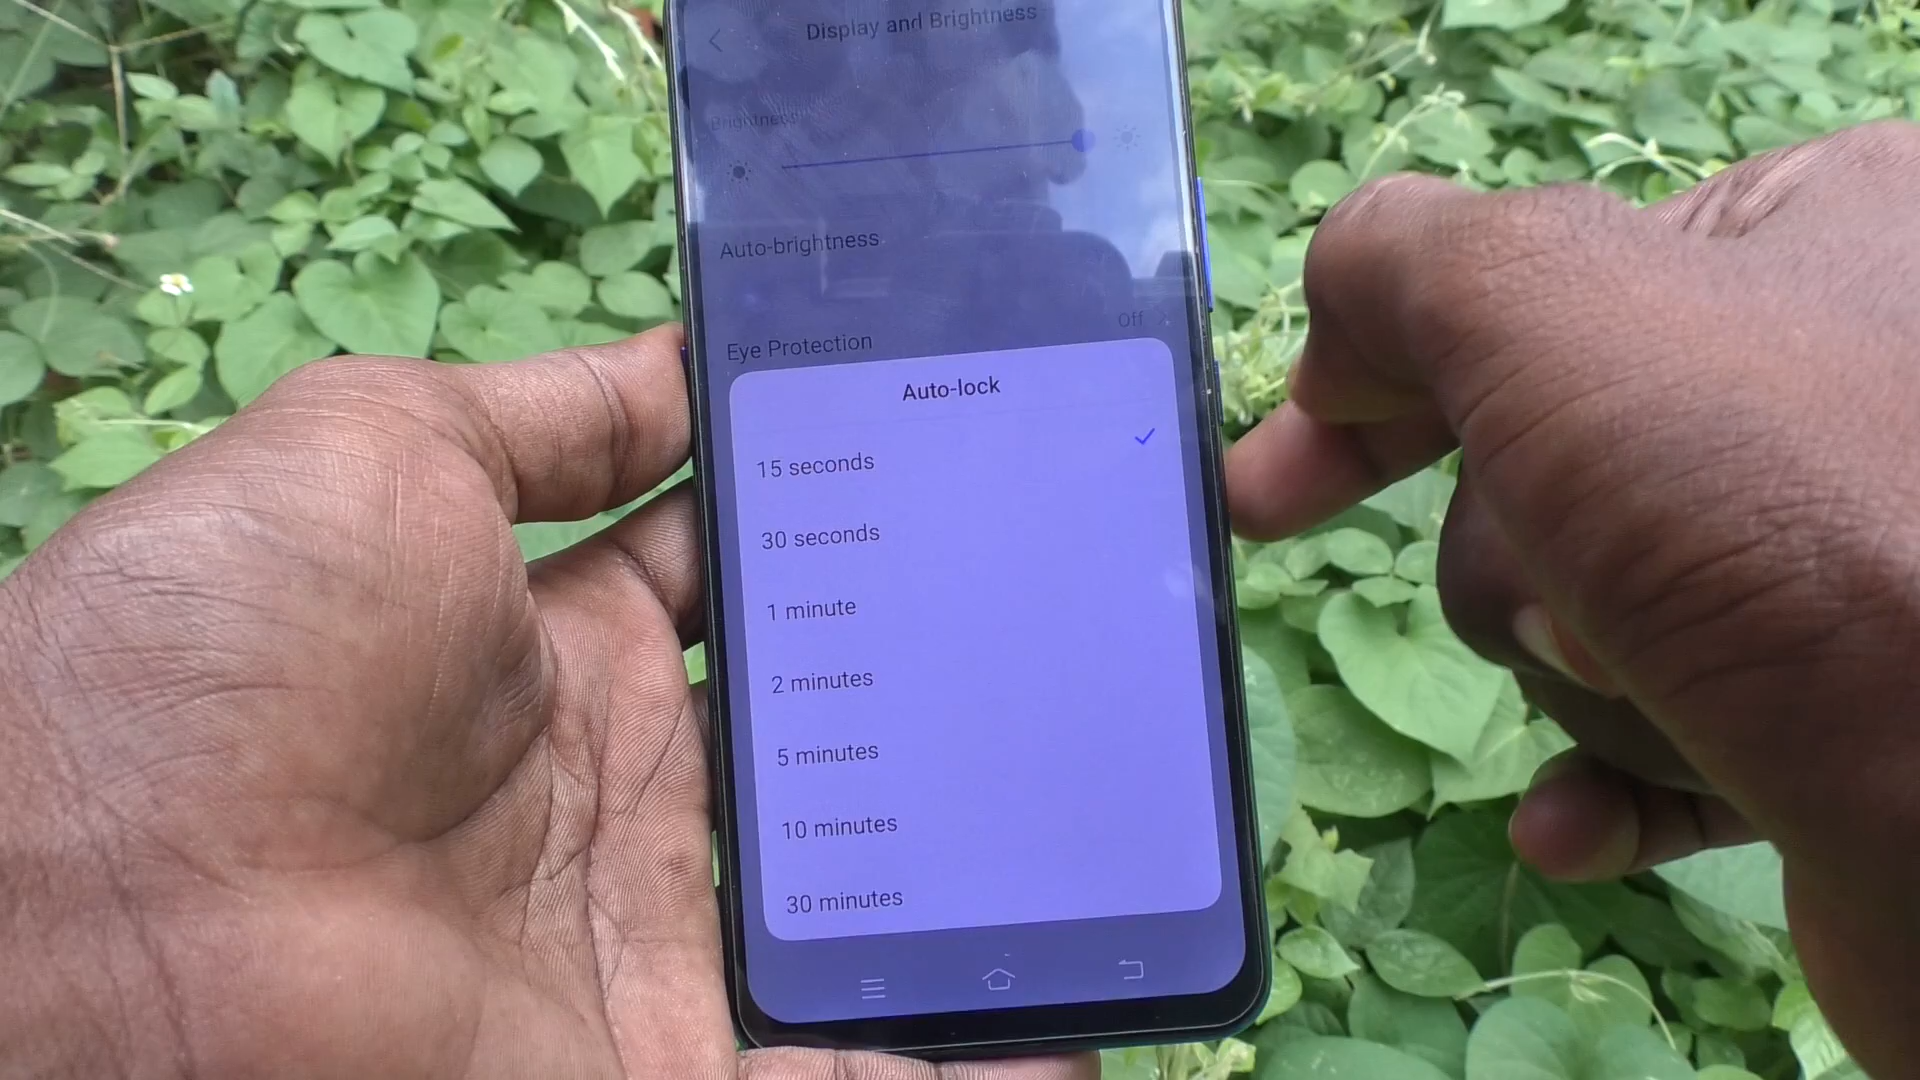 Display and Brightness
Brightness
Auto-brightness
Off
Eye Protection
Auto-lock
15 seconds
30 seconds
1 minute
2 minutes
5 minutes
10 minutes
30 minutes